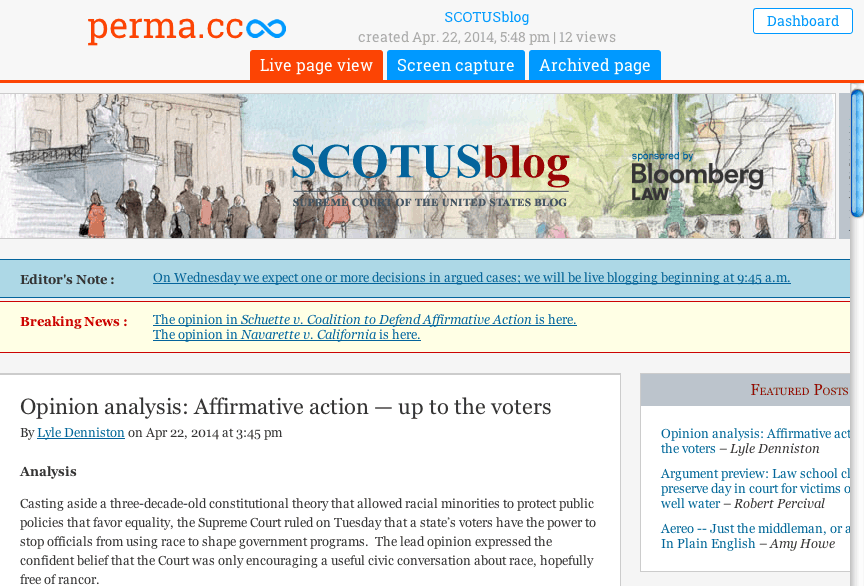 perma.cc
SCOTUSblog
created Apr. 22, 2014, 5:48 pm | 12 views
Dashboard
Live page view
Screen capture
Archived page
SCOTUSblog
SUPREME COURT OF THE UNITED STATES BLOG
sponsored by
Bloomberg
LAW
Editor's Note :
On Wednesday we expect one or more decisions in argued cases; we will be live blogging beginning at 9:45 a.m.
Breaking News :
The opinion in Schuette v. Coalition to Defend Affirmative Action is here.
The opinion in Navarette v. California is here.
Opinion analysis: Affirmative action — up to the voters
By Lyle Denniston on Apr 22, 2014 at 3:45 pm
Analysis
Casting aside a three-decade-old constitutional theory that allowed racial minorities to protect public
policies that favor equality, the Supreme Court ruled on Tuesday that a state's voters have the power to
stop officials from using race to shape government programs.  The lead opinion expressed the
confident belief that the Court was only encouraging a useful civic conversation about race, hopefully
free of rancor.
Featured Posts
Opinion analysis: Affirmative act
the voters – Lyle Denniston
Argument preview: Law school cl
preserve day in court for victims o
well water – Robert Percival
Aereo -- Just the middleman, or a
In Plain English – Amy Howe